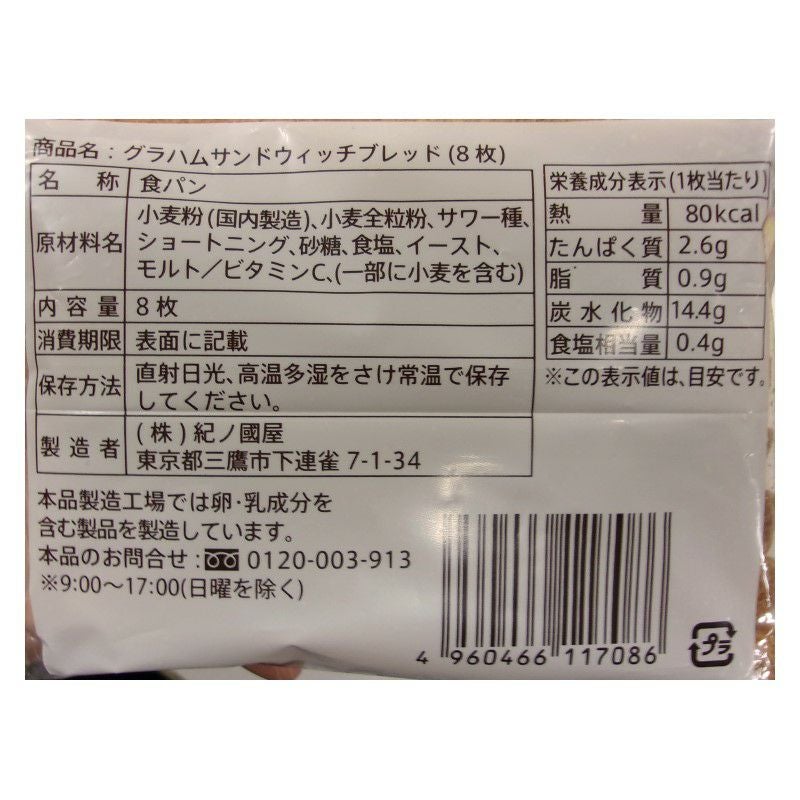 商品名：グラハムサンドウィッチブレッド(8枚)
名称 食パン
原材料名 小麦粉(国内製造)、小麦全粒粉、サワー種、
ショートニング、砂糖、食塩、イースト、
モルト／ビタミンC、(一部に小麦を含む)
内容量 8枚
消費期限 表面に記載
保存方法 直射日光、高温多湿をさけ常温で保存
してください。
製造者 (株)紀ノ國屋
東京都三鷹市下連雀 7-1-34
栄養成分表示(1枚当たり)
熱量 80kcal
たんぱく質 2.6g
脂質 0.9g
炭水化物 14.4g
食塩相当量 0.4g
※この表示値は、目安です。
本品製造工場では卵・乳成分を
含む製品を製造しています。
本品のお問合せ：0120-003-913
※9:00〜17:00(日曜を除く)
4 960466 117086
プラ